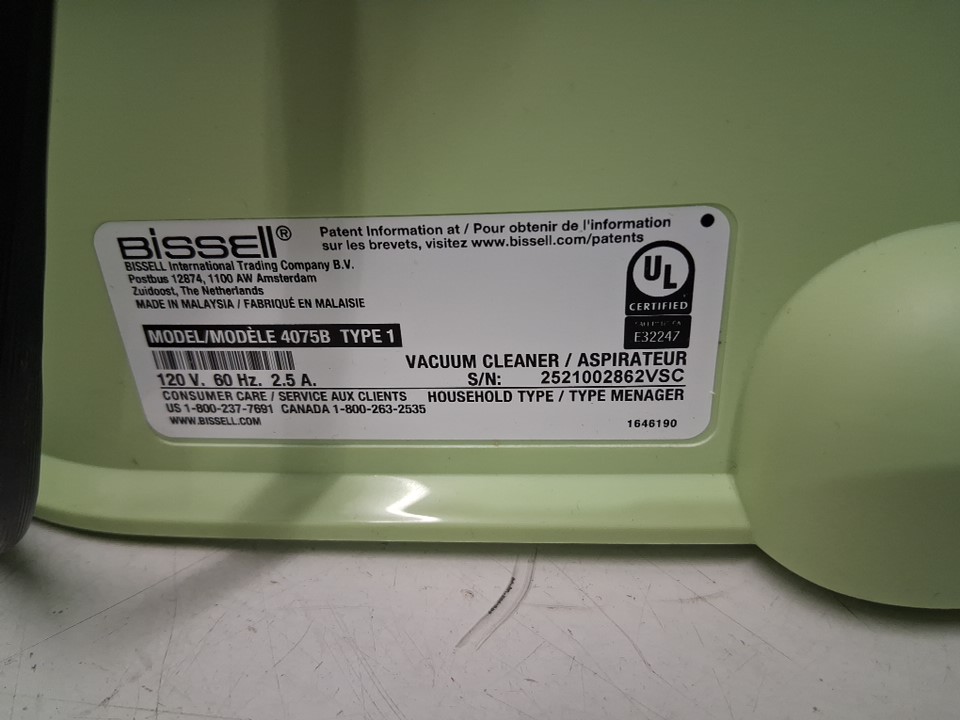 BISSELL®
Patent Information at / Pour obtenir de l'information
sur les brevets, visitez www.bissell.com/patents
BISSELL International Trading Company B.V.
Postbus 12874, 1100 AW Amsterdam
Zuidoost, The Netherlands
MADE IN MALAYSIA / FABRIQUÉ EN MALAISIE
UL
CERTIFIED
E32247
MODEL/MODÈLE 4075B TYPE 1
VACUUM CLEANER / ASPIRATEUR
120 V. 60 Hz. 2.5 A.
S/N: 2521002862VSC
CONSUMER CARE / SERVICE AUX CLIENTS
HOUSEHOLD TYPE / TYPE MENAGER
US 1-800-237-7691 CANADA 1-800-263-2535
WWW.BISSELL.COM
1646190